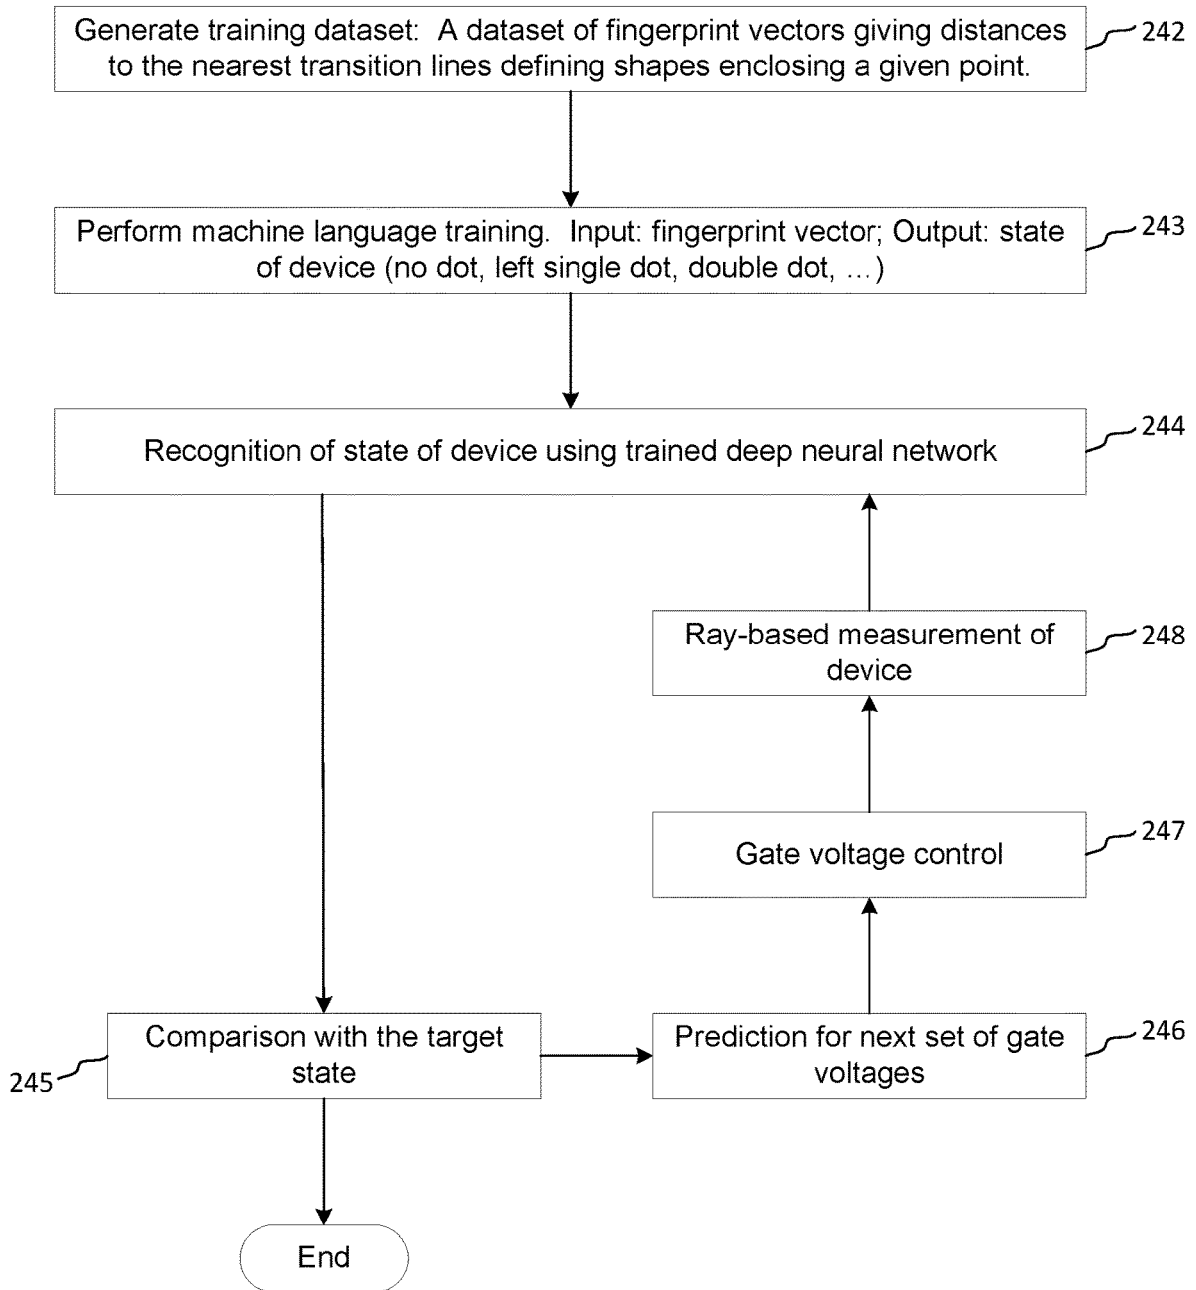 Generate training dataset: A dataset of fingerprint vectors giving distances
to the nearest transition lines defining shapes enclosing a given point.
242
Perform machine language training. Input: fingerprint vector; Output: state
of device (no dot, left single dot, double dot, …)
243
Recognition of state of device using trained deep neural network
244
Ray-based measurement of
device
248
Gate voltage control
247
Comparison with the target
state
245
Prediction for next set of gate
voltages
246
End